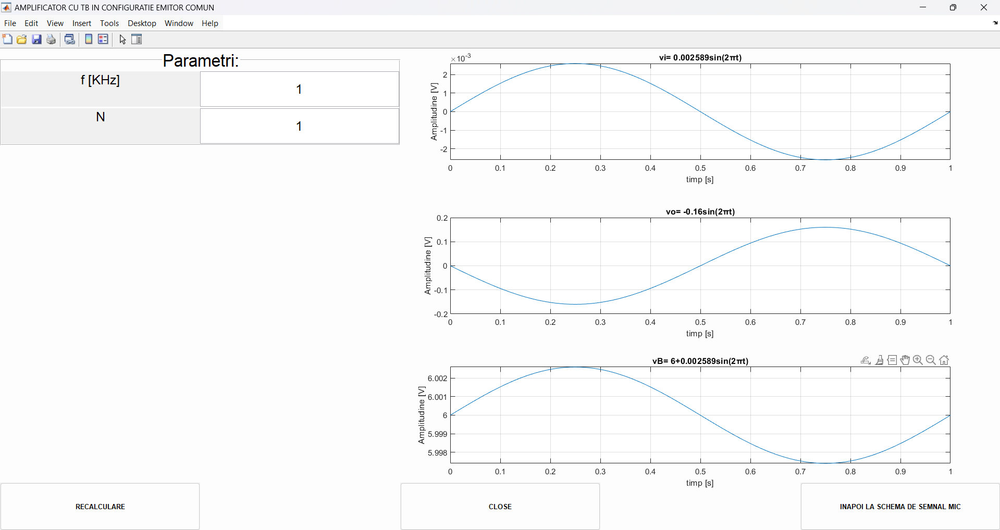 AMPLIFICATOR CU TB IN CONFIGURATIE EMITOR COMUN
File Edit View Insert Tools Desktop Window Help
Parametri:
f [KHz]
1
N
1
×10-3
vi= 0.002589sin(2πt)
Amplitudine [V]
2
1
0
-1
-2
0 0.1 0.2 0.3 0.4 0.5 0.6 0.7 0.8 0.9 1
timp [s]
vo= -0.16sin(2πt)
Amplitudine [V]
0.2
0.1
0
-0.1
-0.2
0 0.1 0.2 0.3 0.4 0.5 0.6 0.7 0.8 0.9 1
timp [s]
vB= 6+0.002589sin(2πt)
Amplitudine [V]
6.002
6.001
6
5.999
5.998
0 0.1 0.2 0.3 0.4 0.5 0.6 0.7 0.8 0.9 1
timp [s]
RECALCULARE
CLOSE
INAPOI LA SCHEMA DE SEMNAL MIC